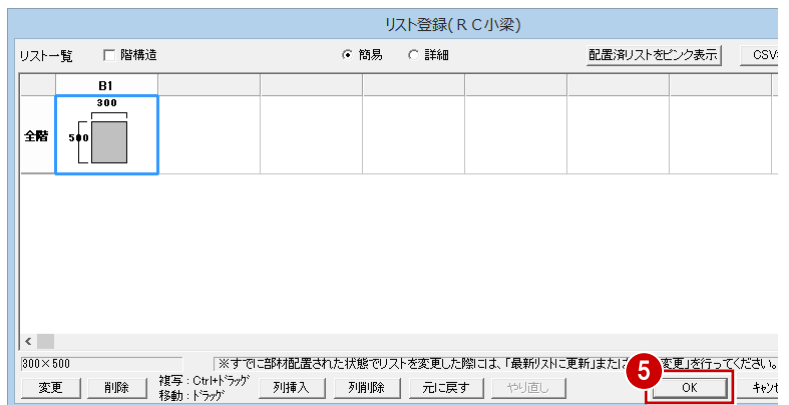 リスト登録(ＲＣ小梁)
リスト一覧 階構造 簡易 詳細 配置済リストをピンク表示 CSV
B1
300
全階 500
300×500 ※すでに部材配置された状態でリストを変更した際には、「最新リストに更新」または 変更」を行ってください。
5
変更 削除 複写：Ctrl+ドラッグ 列挿入 列削除 元に戻す やり直し OK キャンセ
移動：ドラッグ